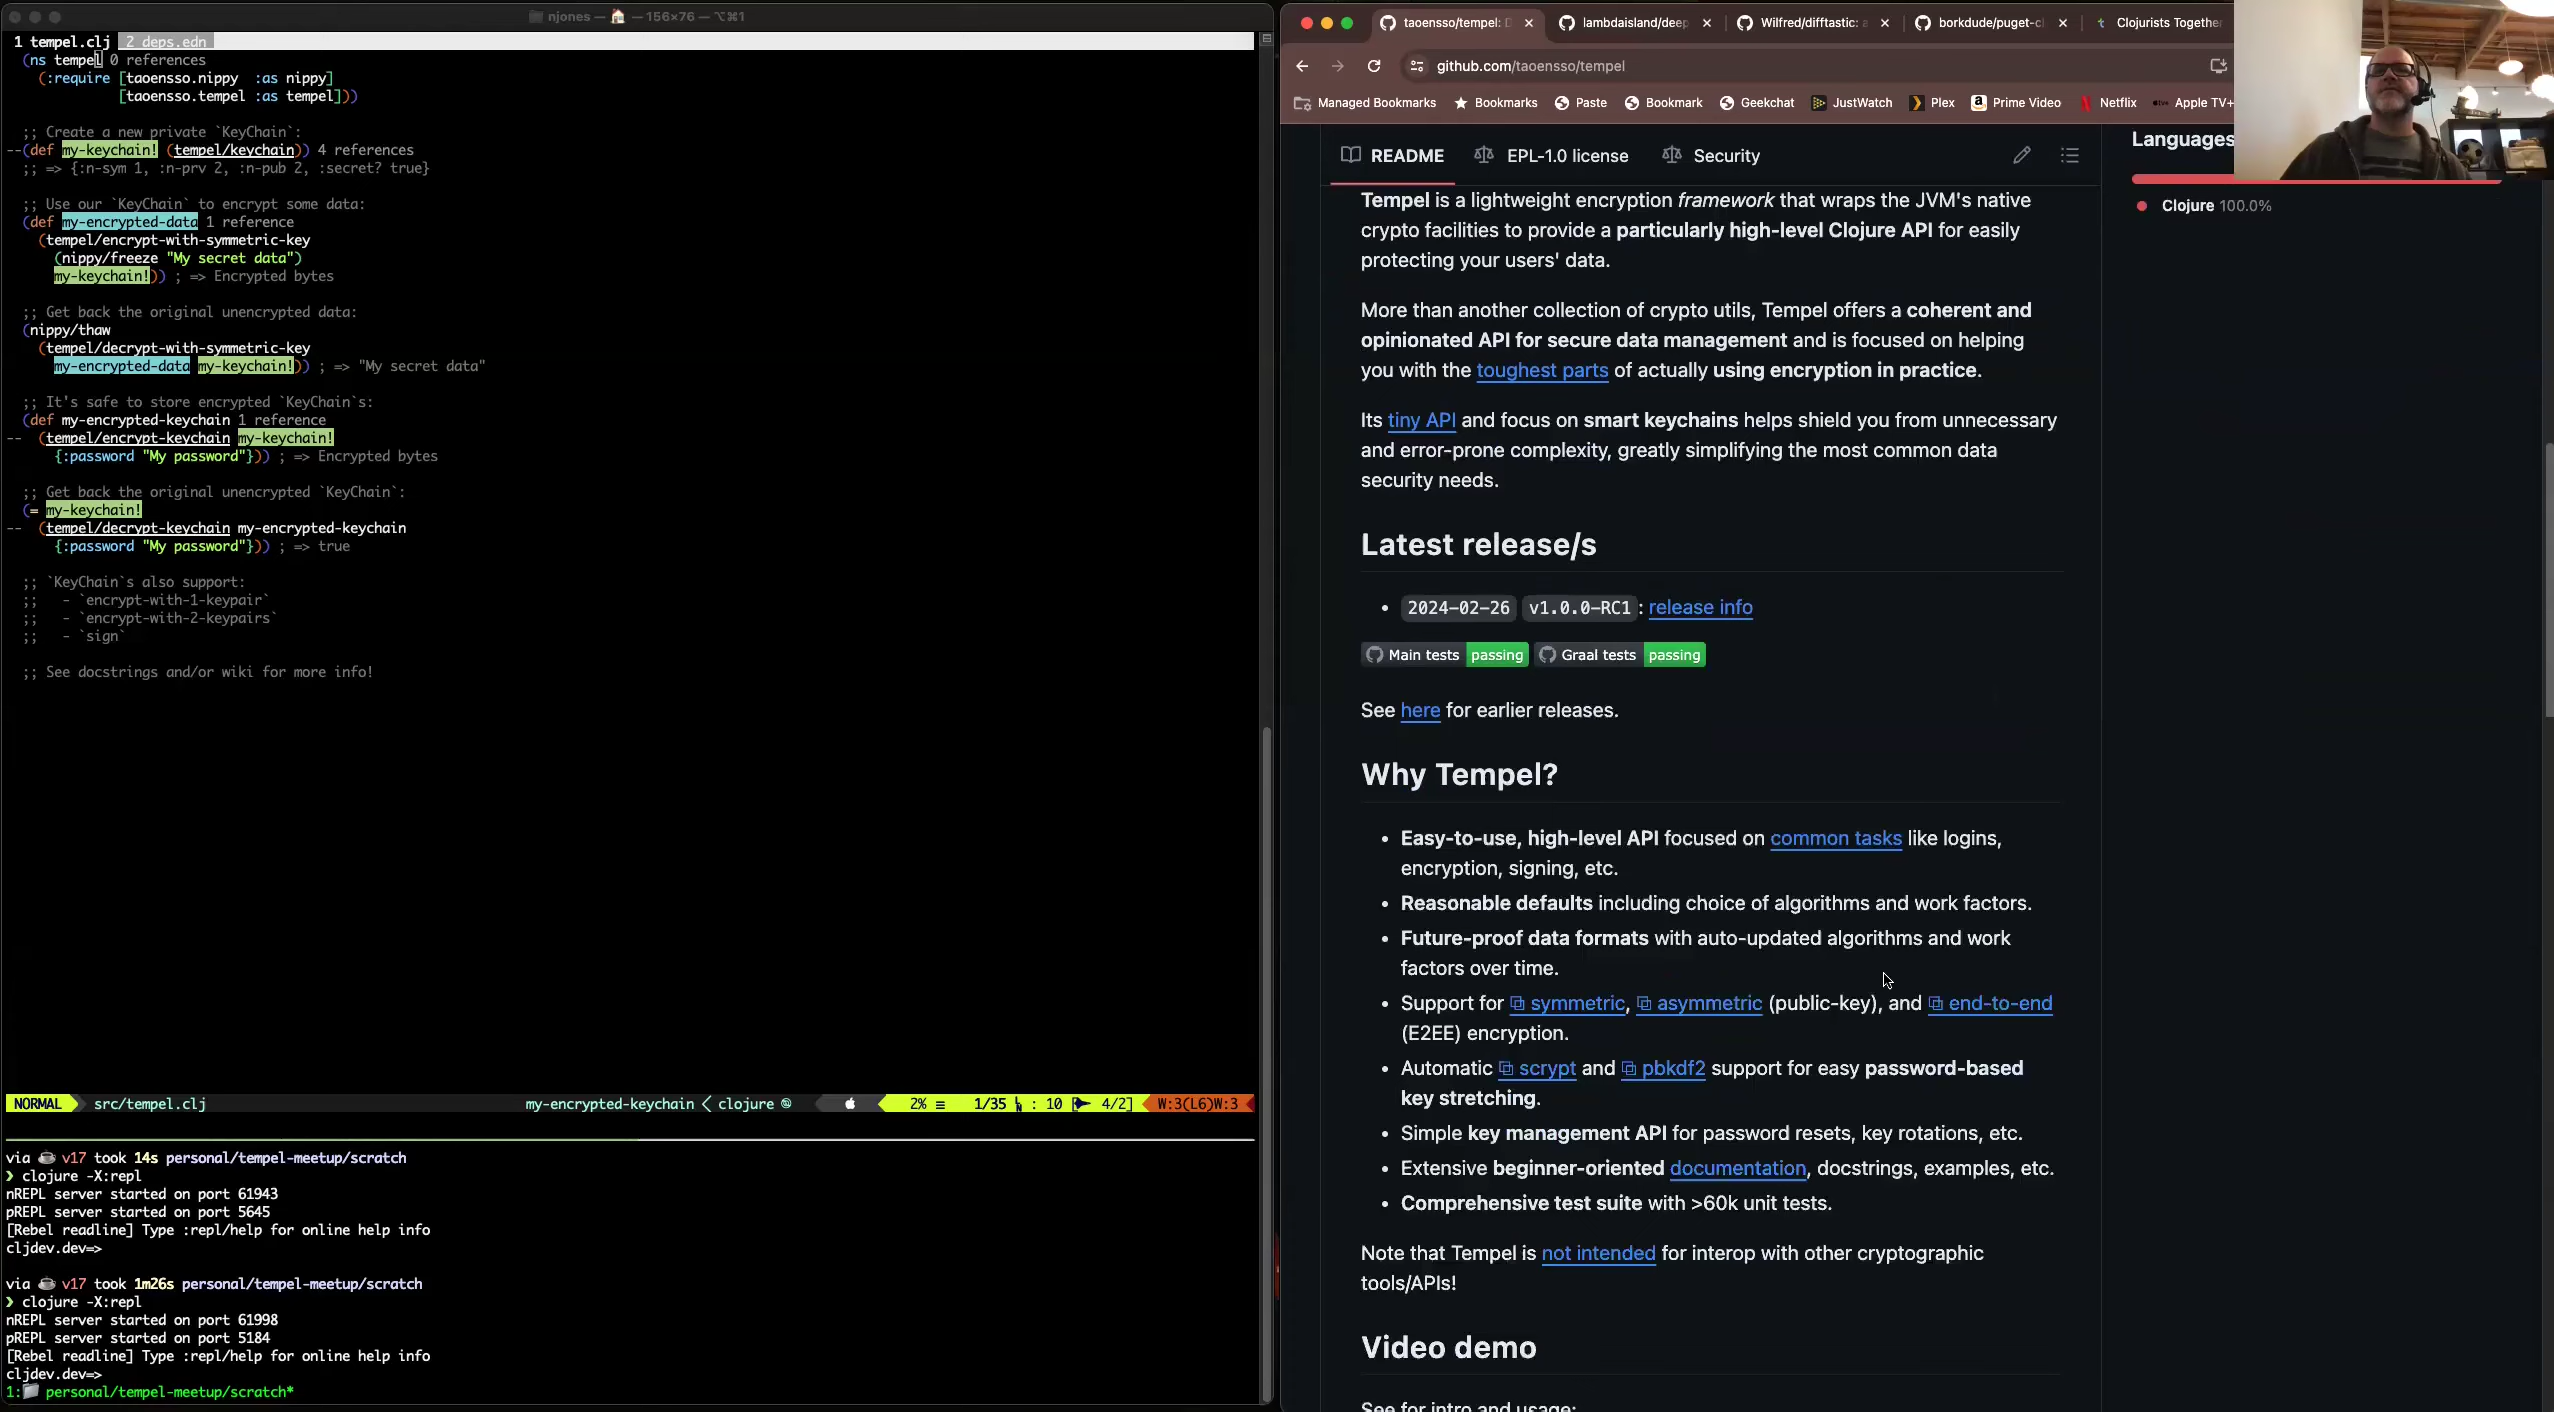 njones — 🏠 — 156×76 — ⌥⌘1
1 tempel.clj 2 deps.edn
(ns tempel 0 references
(:require [taoensso.nippy :as nippy]
[taoensso.tempel :as tempel]))
;; Create a new private `KeyChain`:
--(def my-keychain! (tempel/keychain)) 4 references
;; => {:n-sym 1, :n-prv 2, :n-pub 2, :secret? true}
;; Use our `KeyChain` to encrypt some data:
(def my-encrypted-data 1 reference
(tempel/encrypt-with-symmetric-key
(nippy/freeze "My secret data")
my-keychain!)) ; => Encrypted bytes
;; Get back the original unencrypted data:
(nippy/thaw
(tempel/decrypt-with-symmetric-key
my-encrypted-data my-keychain!)) ; => "My secret data"
;; It's safe to store encrypted `KeyChain`s:
(def my-encrypted-keychain 1 reference
-- (tempel/encrypt-keychain my-keychain!
{:password "My password"})) ; => Encrypted bytes
;; Get back the original unencrypted `KeyChain`:
(= my-keychain!
-- (tempel/decrypt-keychain my-encrypted-keychain
{:password "My password"})) ; => true
;; `KeyChain`s also support:
;; - `encrypt-with-1-keypair`
;; - `encrypt-with-2-keypairs`
;; - `sign`
;; See docstrings and/or wiki for more info!
NORMAL src/tempel.clj my-encrypted-keychain < clojure 2% ≡ 1/35 : 10 4/2] W:3(L6)W:3
via ☕ v17 took 14s personal/tempel-meetup/scratch
❯ clojure -X:repl
nREPL server started on port 61943
pREPL server started on port 5645
[Rebel readline] Type :repl/help for online help info
cljdev.dev=>
via ☕ v17 took 1m26s personal/tempel-meetup/scratch
❯ clojure -X:repl
nREPL server started on port 61998
pREPL server started on port 5184
[Rebel readline] Type :repl/help for online help info
cljdev.dev=>
1:📁 personal/tempel-meetup/scratch*
taoensso/tempel: D lambdaisland/deep Wilfred/difftastic: a borkdude/puget-cl Clojurists Together
github.com/taoensso/tempel
Managed Bookmarks Bookmarks Paste Bookmark Geekchat JustWatch Plex Prime Video Netflix Apple TV+
README EPL-1.0 license Security
Tempel is a lightweight encryption framework that wraps the JVM's native
crypto facilities to provide a particularly high-level Clojure API for easily
protecting your users' data.
More than another collection of crypto utils, Tempel offers a coherent and
opinionated API for secure data management and is focused on helping
you with the toughest parts of actually using encryption in practice.
Its tiny API and focus on smart keychains helps shield you from unnecessary
and error-prone complexity, greatly simplifying the most common data
security needs.
Latest release/s
• 2024-02-26 v1.0.0-RC1 : release info
Main tests passing Graal tests passing
See here for earlier releases.
Why Tempel?
• Easy-to-use, high-level API focused on common tasks like logins,
encryption, signing, etc.
• Reasonable defaults including choice of algorithms and work factors.
• Future-proof data formats with auto-updated algorithms and work
factors over time.
• Support for symmetric, asymmetric (public-key), and end-to-end
(E2EE) encryption.
• Automatic scrypt and pbkdf2 support for easy password-based
key stretching.
• Simple key management API for password resets, key rotations, etc.
• Extensive beginner-oriented documentation, docstrings, examples, etc.
• Comprehensive test suite with >60k unit tests.
Note that Tempel is not intended for interop with other cryptographic
tools/APIs!
Video demo
See for intro and usage:
Languages
Clojure 100.0%